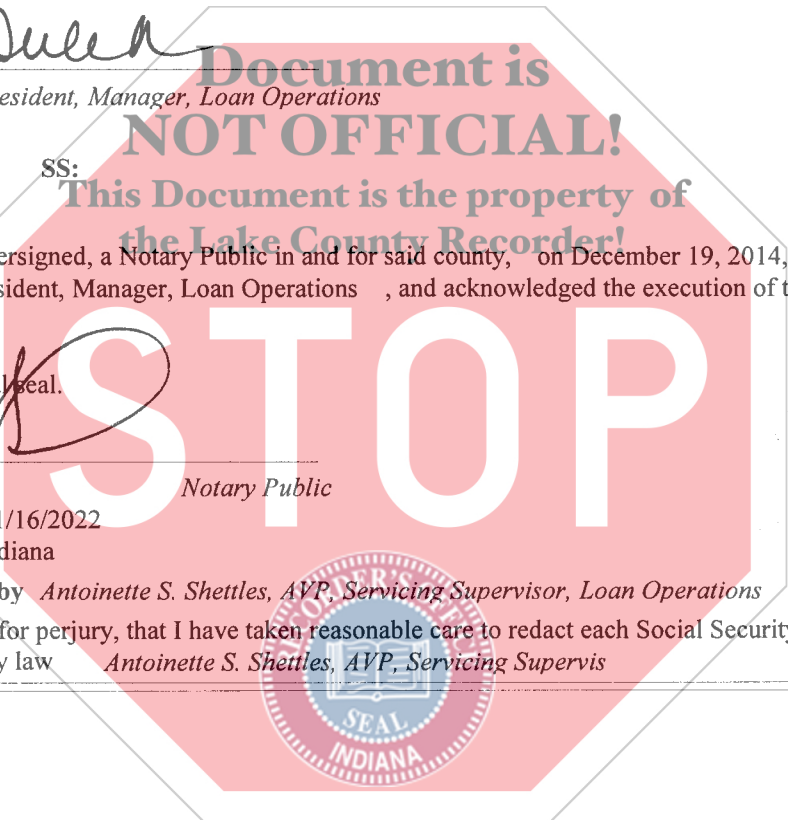 Document is
esident, Manager, Loan Operations
NOT OFFICIAL!
SS:
This Document is the property of
the Lake County Recorder!
ersigned, a Notary Public in and for said county, on December 19, 2014,
sident, Manager, Loan Operations , and acknowledged the execution of t
STOP
seal.
Notary Public
1/16/2022
diana
by Antoinette S. Shettles, AVP, Servicing Supervisor, Loan Operations
for perjury, that I have taken reasonable care to redact each Social Security
y law Antoinette S. Shettles, AVP, Servicing Supervis
RECORDER'S OFFICE
SEAL
INDIANA